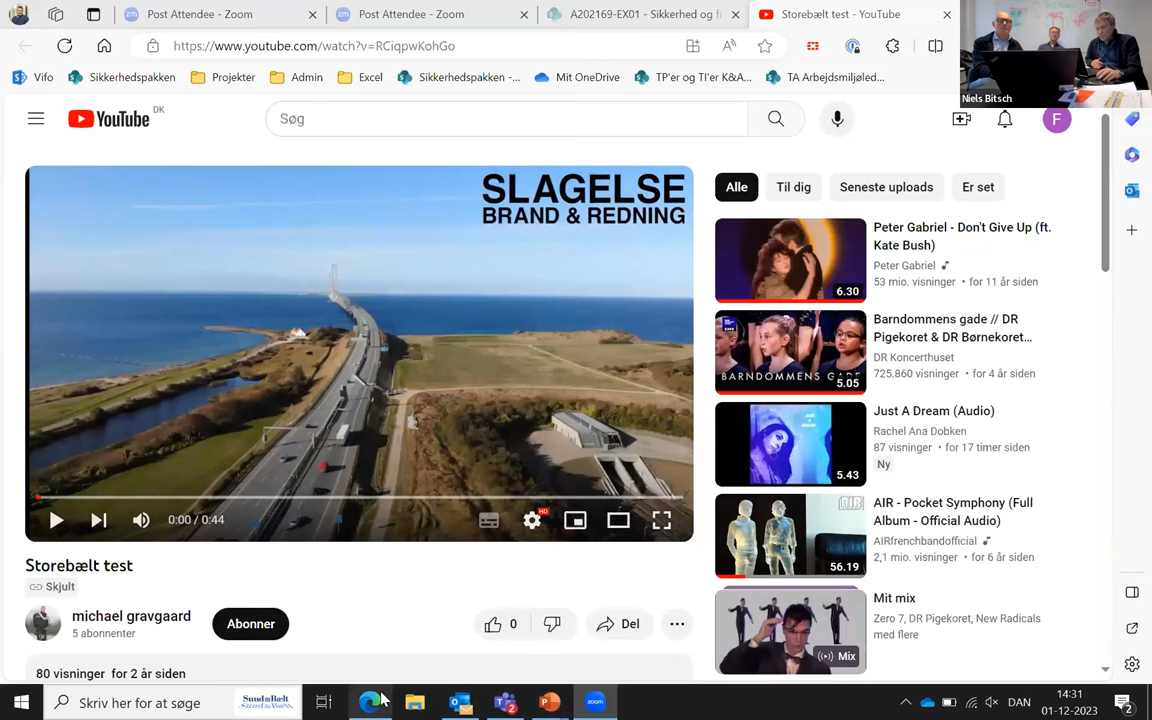 Post Attendee - Zoom
Post Attendee - Zoom
A202169-EX01 - Sikkerhed og f
Storebælt test - YouTube
https://www.youtube.com/watch?v=RCiqpwKohGo
Niels Bitsch
Vifo
Sikkerhedspakken
Projekter
Admin
Excel
Sikkerhedspakken -...
Mit OneDrive
TP'er og TI'er K&A...
TA Arbejdsmiljøled...
YouTube DK
Søg
F
SLAGELSE
BRAND & REDNING
0:00 / 0:44
HD
Storebælt test
Skjult
michael gravgaard
5 abonnenter
Abonner
0
Del
80 visninger for 2 år siden
Alle
Til dig
Seneste uploads
Er set
Peter Gabriel - Don't Give Up (ft.
Kate Bush)
Peter Gabriel
53 mio. visninger • for 11 år siden
6.30
Barndommens gade // DR
Pigekoret & DR Børnekoret...
DR Koncerthuset
725.860 visninger • for 4 år siden
BARNDOMMENS GADE
5.05
Just A Dream (Audio)
Rachel Ana Dobken
87 visninger • for 17 timer siden
Ny
5.43
AIR - Pocket Symphony (Full
Album - Official Audio)
AIRfrenchbandofficial
2,1 mio. visninger • for 6 år siden
AIR
56.19
Mit mix
Zero 7, DR Pigekoret, New Radicals
med flere
Mix
Skriv her for at søge
Sund&Bælt
DAN
14:31
01-12-2023
2